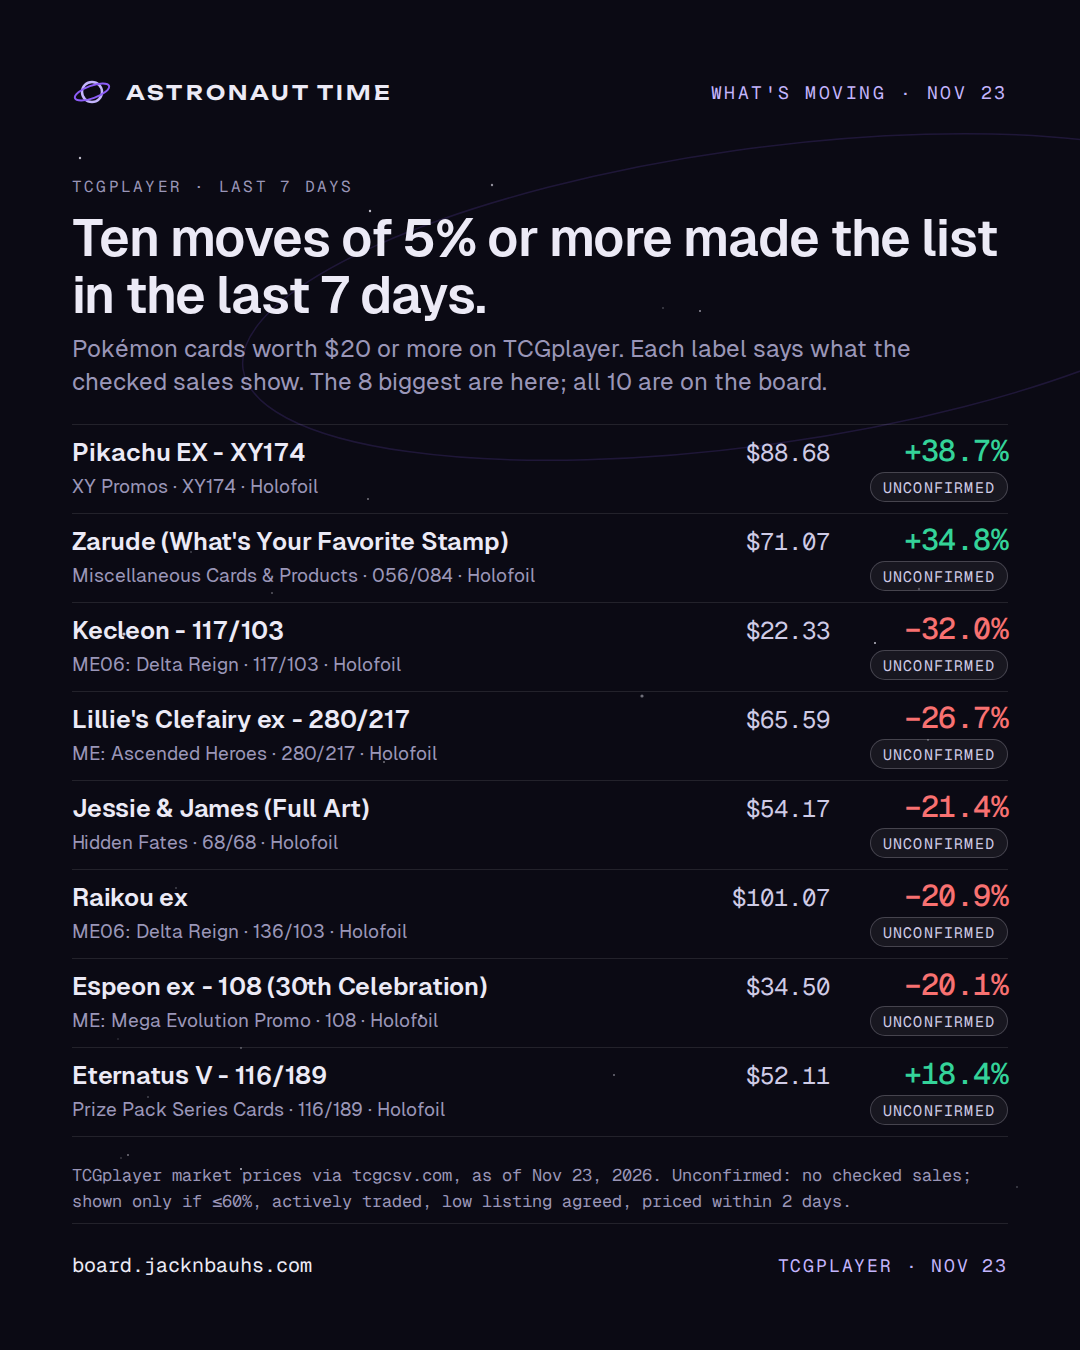 ASTRONAUT TIME
WHAT'S MOVING · NOV 23
TCGPLAYER · LAST 7 DAYS
Ten moves of 5% or more made the list
in the last 7 days.
Pokémon cards worth $20 or more on TCGplayer. Each label says what the
checked sales show. The 8 biggest are here; all 10 are on the board.
Pikachu EX - XY174 $88.68 +38.7%
XY Promos · XY174 · Holofoil UNCONFIRMED
Zarude (What's Your Favorite Stamp) $71.07 +34.8%
Miscellaneous Cards & Products · 056/084 · Holofoil UNCONFIRMED
Kecleon - 117/103 $22.33 −32.0%
ME06: Delta Reign · 117/103 · Holofoil UNCONFIRMED
Lillie's Clefairy ex - 280/217 $65.59 −26.7%
ME: Ascended Heroes · 280/217 · Holofoil UNCONFIRMED
Jessie & James (Full Art) $54.17 −21.4%
Hidden Fates · 68/68 · Holofoil UNCONFIRMED
Raikou ex $101.07 −20.9%
ME06: Delta Reign · 136/103 · Holofoil UNCONFIRMED
Espeon ex - 108 (30th Celebration) $34.50 −20.1%
ME: Mega Evolution Promo · 108 · Holofoil UNCONFIRMED
Eternatus V - 116/189 $52.11 +18.4%
Prize Pack Series Cards · 116/189 · Holofoil UNCONFIRMED
TCGplayer market prices via tcgcsv.com, as of Nov 23, 2026. Unconfirmed: no checked sales;
shown only if ≤60%, actively traded, low listing agreed, priced within 2 days.
board.jacknbauhs.com
TCGPLAYER · NOV 23